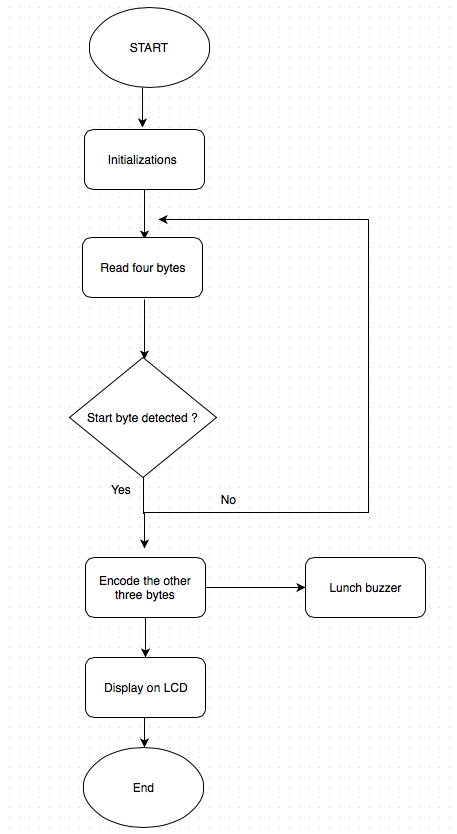 START
Initializations
Read four bytes
Start byte detected ?
Yes
No
Encode the other
three bytes
Lunch buzzer
Display on LCD
End